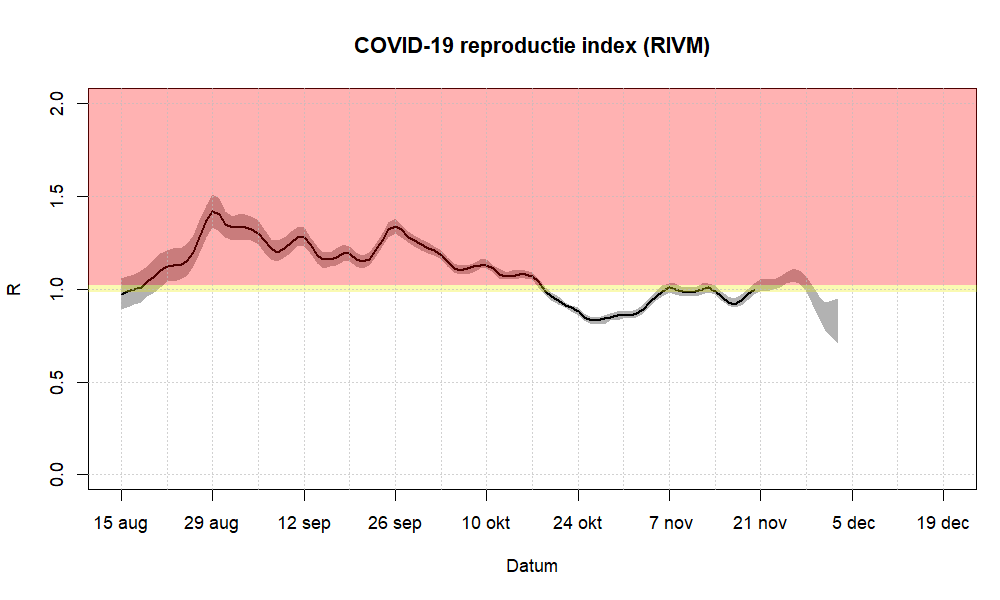 COVID-19 reproductie index (RIVM)
2.0
1.5
1.0
0.5
0.0
R
15 aug 29 aug 12 sep 26 sep 10 okt 24 okt 7 nov 21 nov 5 dec 19 dec
Datum